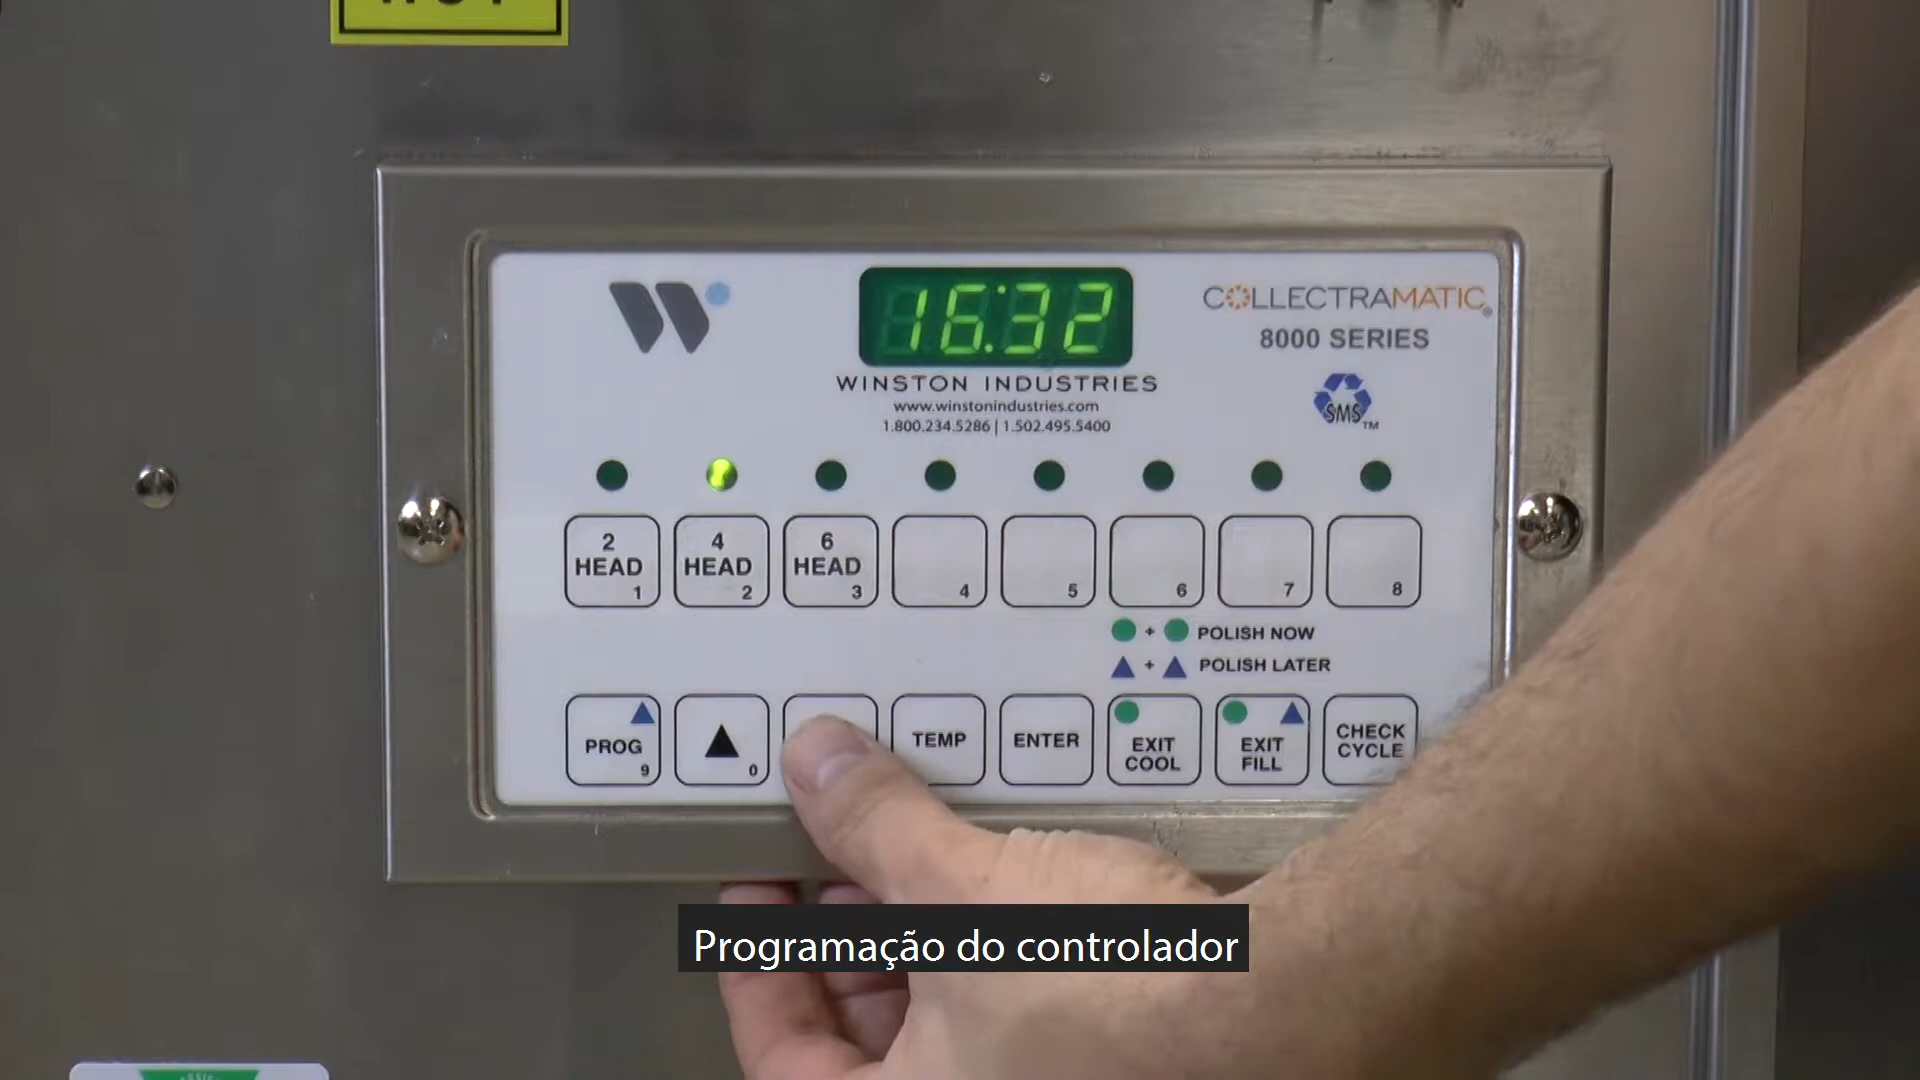 16:32
COLLECTRAMATIC®
8000 SERIES
WINSTON INDUSTRIES
www.winstonindustries.com
1.800.234.5286 | 1.502.495.5400
SMS™
2 HEAD 1
4 HEAD 2
6 HEAD 3
4
5
6
7
8
+ POLISH NOW
+ POLISH LATER
PROG 9
0
TEMP
ENTER
EXIT COOL
EXIT FILL
CHECK CYCLE
Programação do controlador